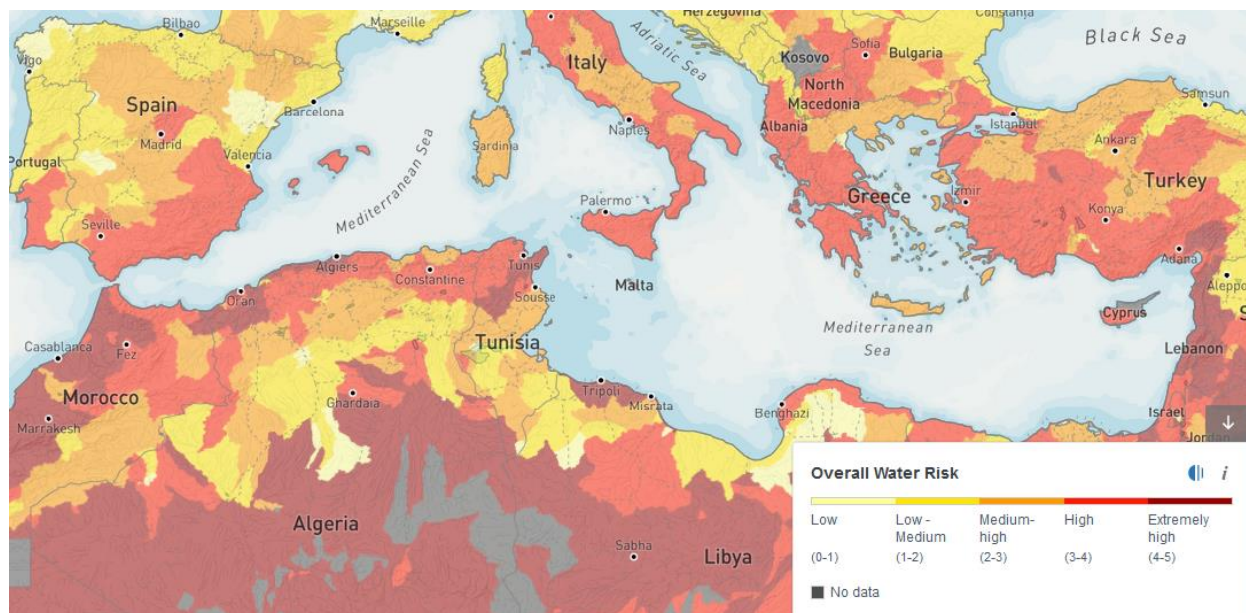 Bilbao
Marseille
Herzegovina
Constanța
Vigo
Adriatic Sea
Black Sea
Italy
Kosovo
Sofia
Bulgaria
Spain
Barcelona
North
Macedonia
Samsun
Madrid
Naples
Albania
Istanbul
Ankara
Portugal
Valencia
Sardinia
Mediterranean Sea
Greece
Izmir
Turkey
Seville
Palermo
Konya
Adana
Algiers
Constantine
Tunis
Aleppo
Oran
Sousse
Malta
Mediterranean
Sea
Cyprus
S
Casablanca
Fez
Tunisia
Lebanon
Morocco
Ghardaia
Tripoli
Misrata
Benghazi
Marrakesh
Israel
Jordan
Algeria
Sabha
Libya
Overall Water Risk
i
Low
Low -
Medium
Medium-
high
High
Extremely
high
(0-1)
(1-2)
(2-3)
(3-4)
(4-5)
No data